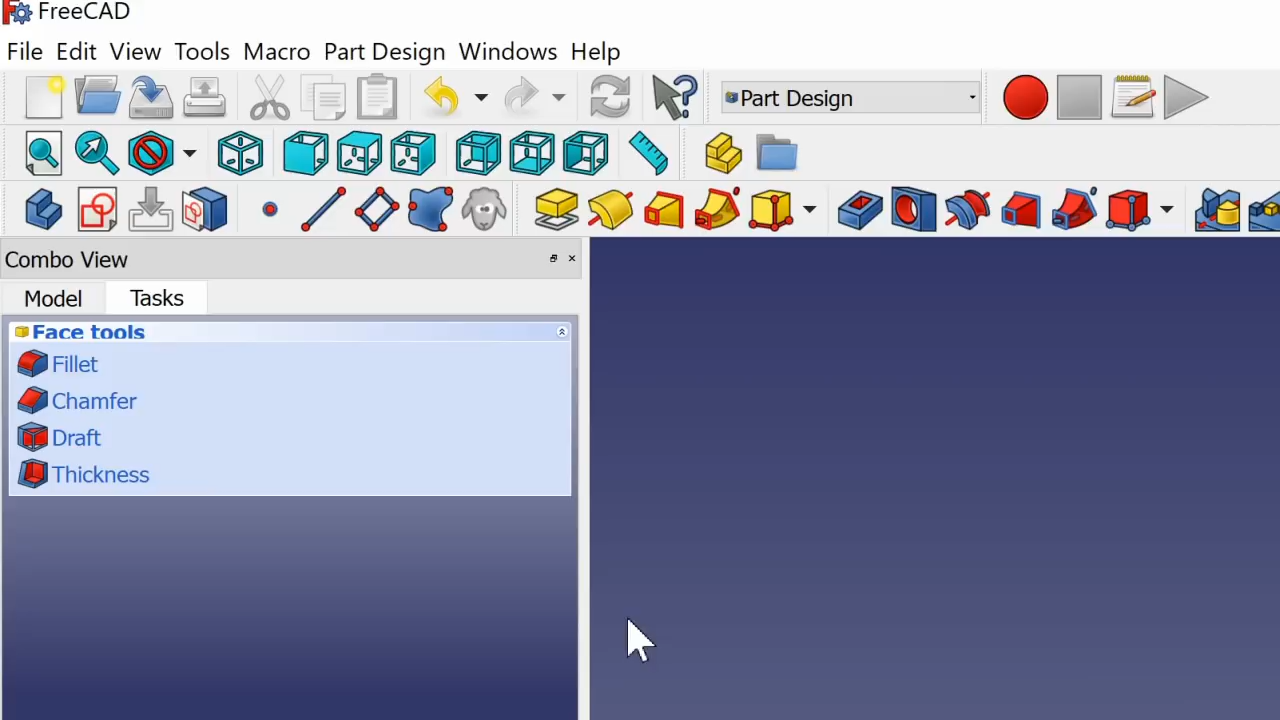 FreeCAD
File Edit View Tools Macro Part Design Windows Help
Part Design
Combo View
Model Tasks
Face tools
Fillet
Chamfer
Draft
Thickness